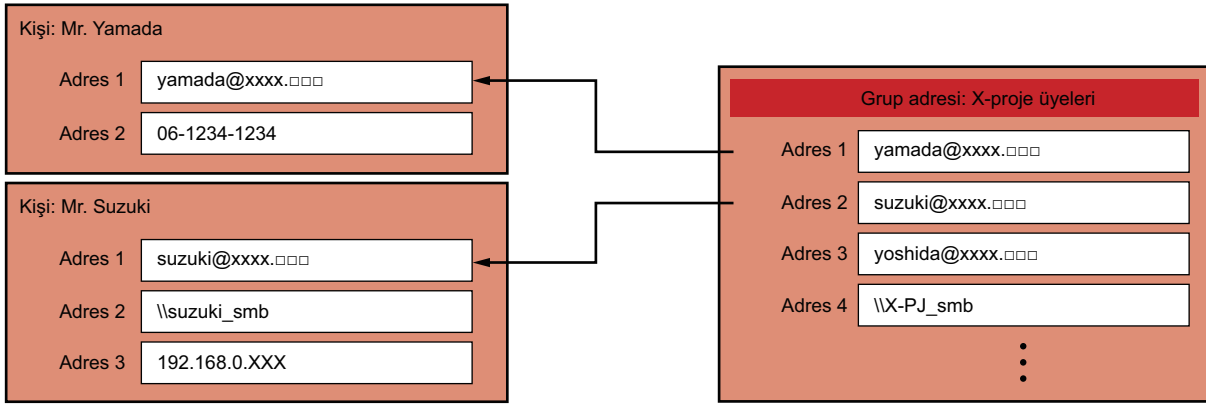 Kişi: Mr. Yamada
Adres 1 yamada@xxxx.□□□
Adres 2 06-1234-1234
Kişi: Mr. Suzuki
Adres 1 suzuki@xxxx.□□□
Adres 2 \\suzuki_smb
Adres 3 192.168.0.XXX
Grup adresi: X-proje üyeleri
Adres 1 yamada@xxxx.□□□
Adres 2 suzuki@xxxx.□□□
Adres 3 yoshida@xxxx.□□□
Adres 4 \\X-PJ_smb